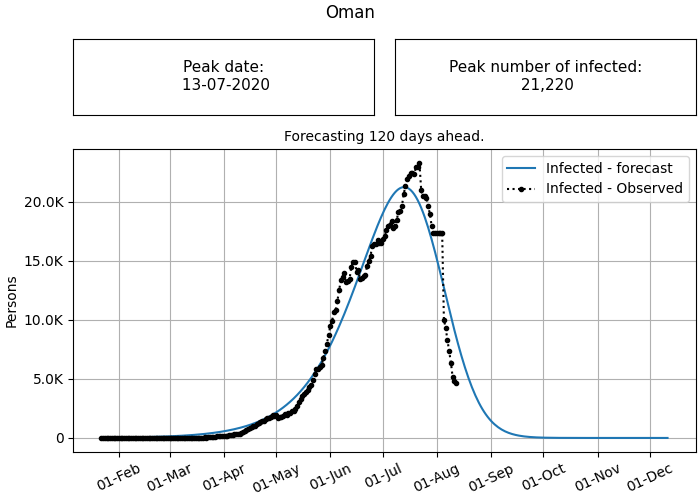 Oman
Peak date:
13-07-2020
Peak number of infected:
21,220
Forecasting 120 days ahead.
Infected - forecast
Infected - Observed
20.0K
15.0K
10.0K
5.0K
0
Persons
01-Feb
01-Mar
01-Apr
01-May
01-Jun
01-Jul
01-Aug
01-Sep
01-Oct
01-Nov
01-Dec